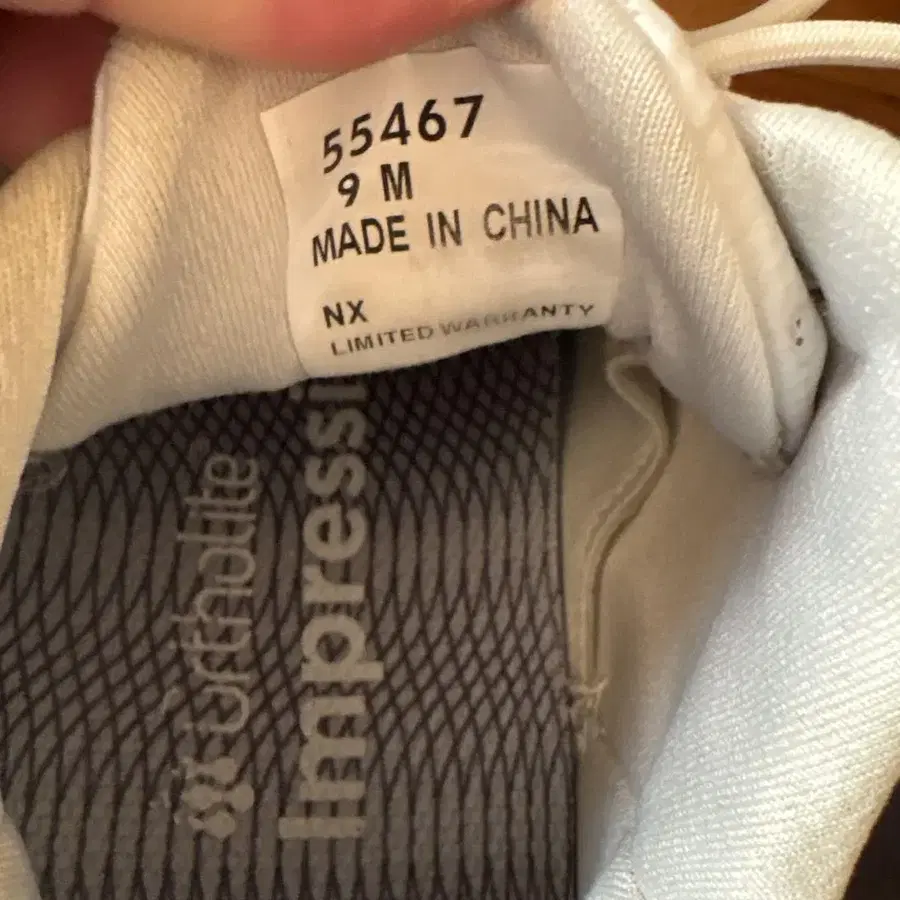 55467
9 M
MADE IN CHINA
NX
LIMITED WARRANTY
Ortholite
Impressi